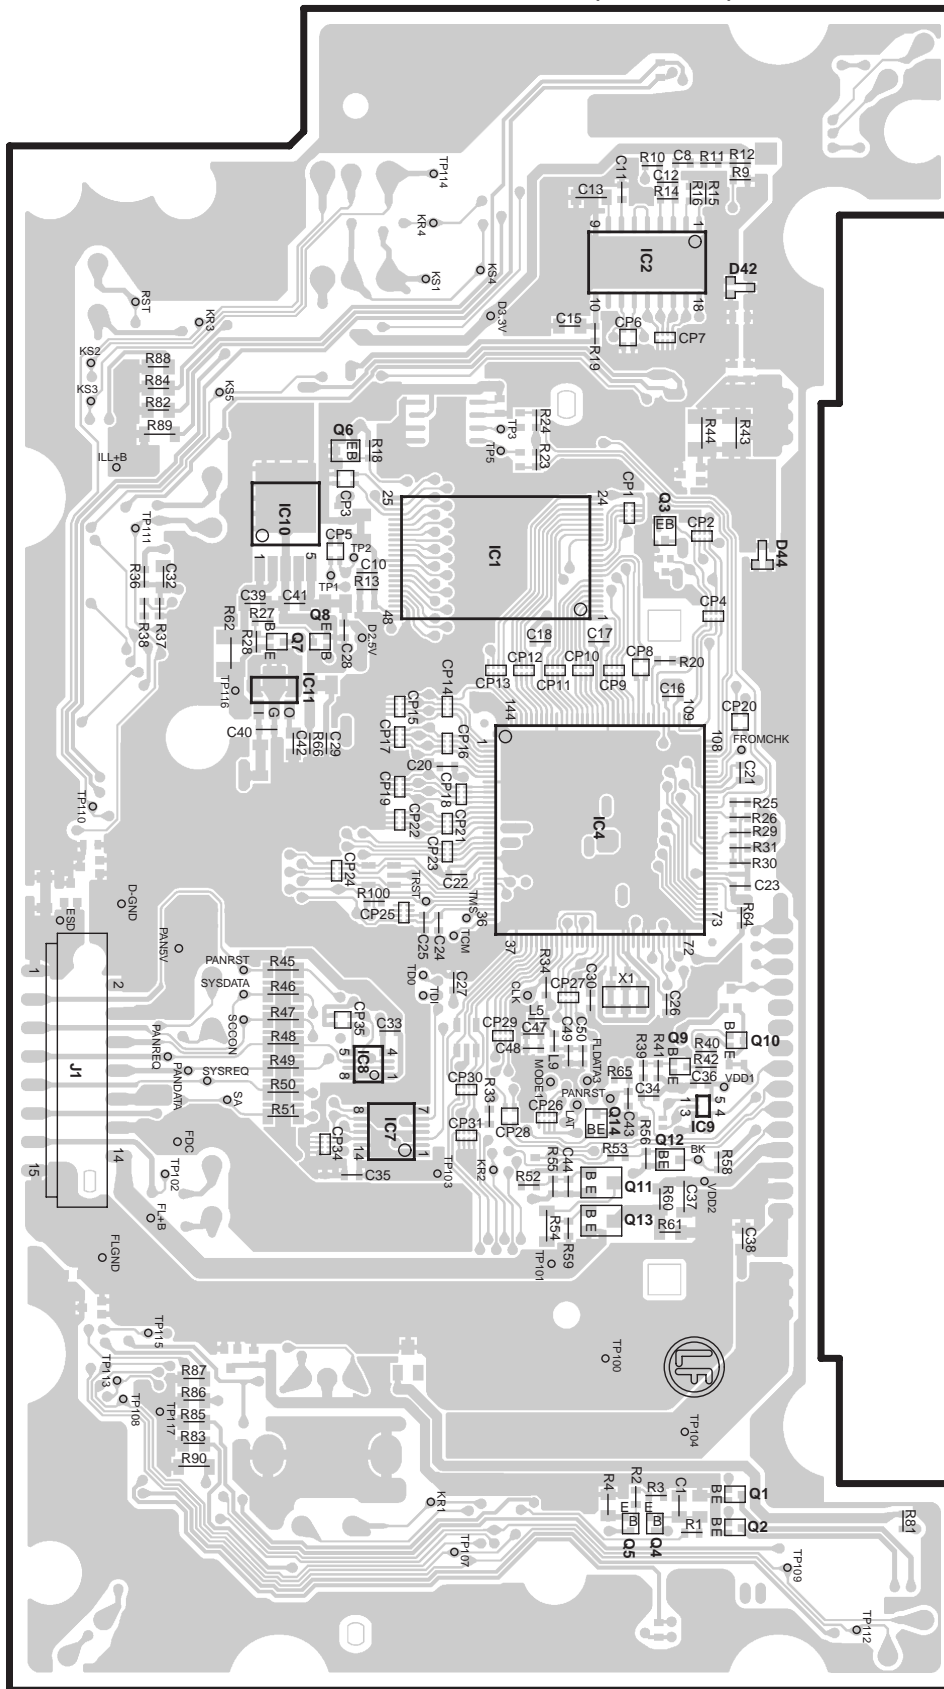 TP114
R10
C8
R11
R12
C11
C12
R9
C13
R14
R16
R15
KR4
9
1
IC2
KS4
KS1
D42
RST
10
18
D3.3V
KR3
C15
CP6
CP7
R19
KS2
R88
R84
KS3
KS5
R82
R89
R24
R44
R43
Q6
TP3
EB
R18
TP5
R23
ILL+B
CP3
25
24
CP1
Q3
IC10
TP111
EB
CP2
CP5
IC1
D44
1
5
TP2
C10
R36
C32
TP1
R13
C39
C41
48
1
CP4
R62
R27
Q8
R38
R37
B
E
C18
C17
R28
E
Q7
B
C28
D2.5V
CP8
R20
CP13
CP12
CP11
CP10
CP9
TP116
IC11
CP14
C16
I
G
O
CP15
144
109
CP20
C40
1
108
CP17
CP16
FROMCHK
C42
R66
C29
C20
C21
CP19
CP18
TP110
R25
R26
CP22
CP21
IC4
R29
R31
CP23
R30
C22
C23
CP24
TRST
R100
TMS
D-GND
CP25
36
73
R64
ESD
TCM
37
72
PAN5V
C25
C24
PANRST
R45
R34
1
2
TD0
C27
CP27
C30
X1
SYSDATA
R46
TDI
CLK
C26
SCCON
R47
CP35
L5
C33
CP29
C47
Q9
B
Q10
R48
C48
C49
C50
R39
R41
R40
E
PANREQ
5
4
L9
FLDATA3
B
R42
J1
R49
IC8
R65
E
C36
VDD1
PANDATA
SYSREQ
8
1
CP30
MODE1
PANRST
C34
R50
R33
SA
R51
CP26
LAT
Q14
C43
1
3
5
4
8
7
CP28
BE
IC9
CP31
R56
FDC
CP34
IC7
Q12
BK
14
1
R53
B
E
R58
14
15
R55
C44
TP102
C35
TP103
KR2
R52
B
E
Q11
VDD2
R60
C37
FL+B
B
E
Q13
R61
R54
R59
C38
FLGND
TP101
TP115
TP100
LF
TP113
R87
TP108
R86
TP117
R85
TP104
R83
R90
KR1
R4
R2
R3
C1
BE
Q1
E
B
E
B
R1
BE
Q2
R81
Q5
Q4
TP107
TP109
TP112